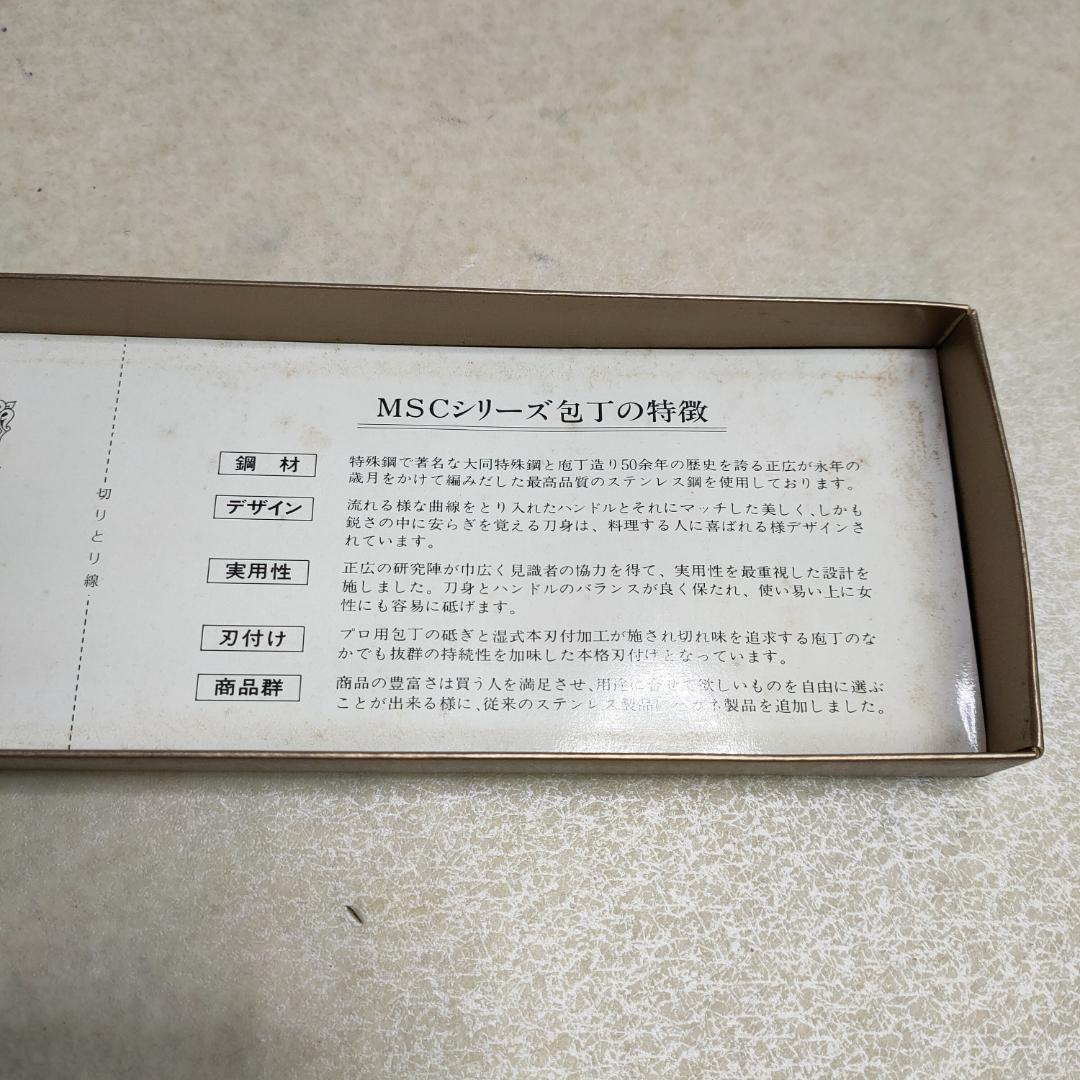 切りとり線
MSCシリーズ包丁の特徴
鋼 材
特殊鋼で著名な大同特殊鋼と庖丁造り50余年の歴史を誇る正広が永年の
歳月をかけて編みだした最高品質のステンレス鋼を使用しております。
デザイン
流れる様な曲線をとり入れたハンドルとそれにマッチした美しく、しかも
鋭さの中に安らぎを覚える刀身は、料理する人に喜ばれる様デザインさ
れています。
実用性
正広の研究陣が巾広く見識者の協力を得て、実用性を最重視した設計を
施しました。刀身とハンドルのバランスが良く保たれ、使い易い上に女
性にも容易に砥げます。
刃付け
プロ用包丁の砥ぎと湿式本刃付加工が施され切れ味を追求する庖丁のな
かでも抜群の持続性を加味した本格刃付けとなっています。
商品群
商品の豊富さは買う人を満足させ、用途に合せて欲しいものを自由に選ぶ
ことが出来る様に、従来のステンレス製品にハガネ製品を追加しました。